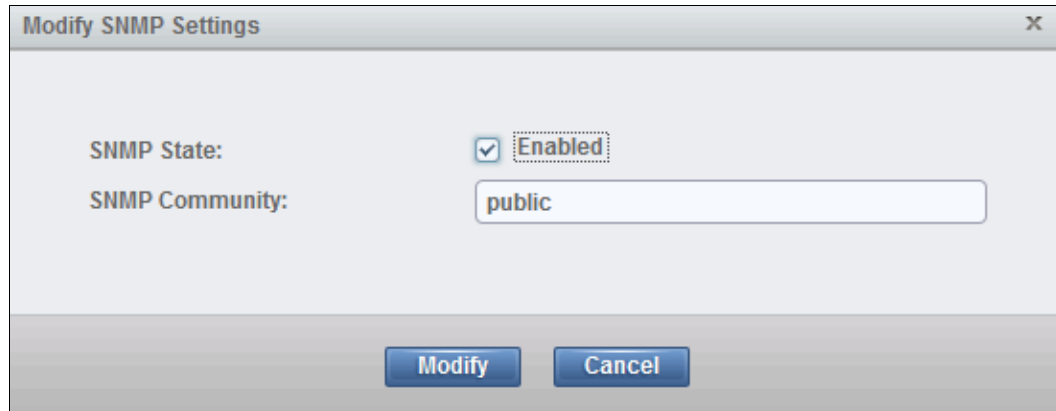 Modify SNMP Settings x
SNMP State: Enabled
SNMP Community: public
Modify Cancel